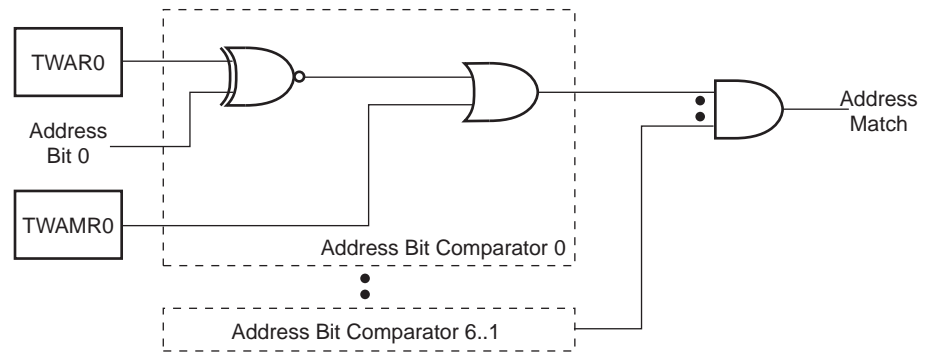 TWAR0
Address
Bit 0
TWAMR0
Address Bit Comparator 0
Address Bit Comparator 6..1
Address
Match